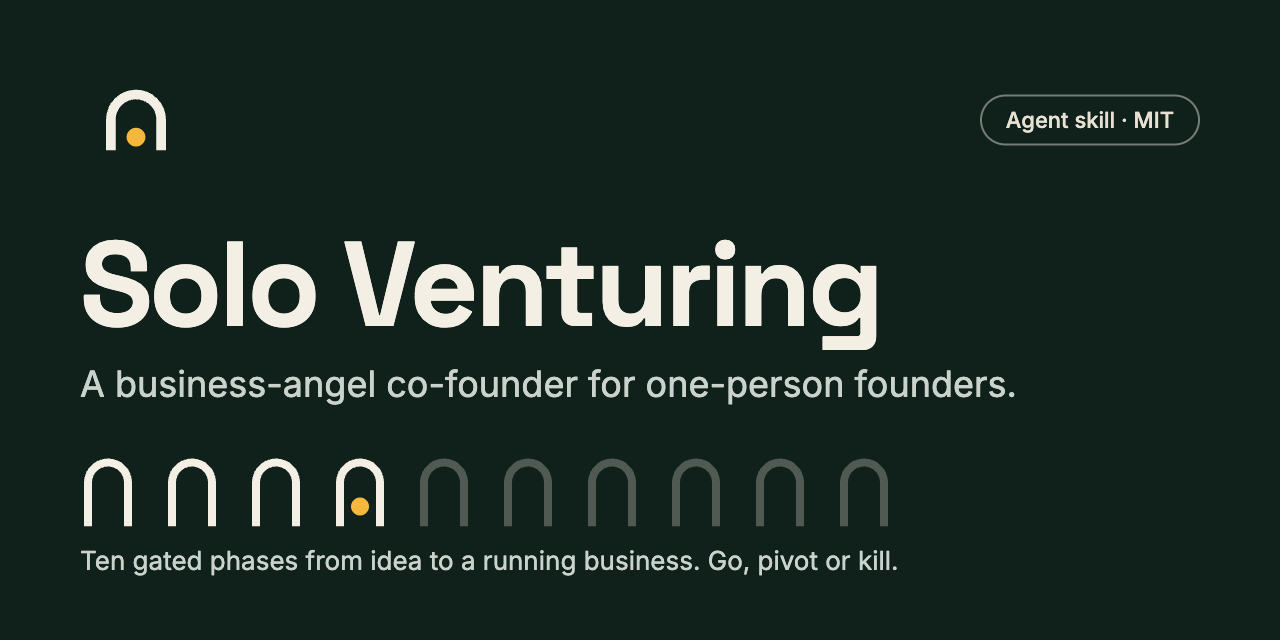 Agent skill · MIT
Solo Venturing
A business-angel co-founder for one-person founders.
Ten gated phases from idea to a running business. Go, pivot or kill.